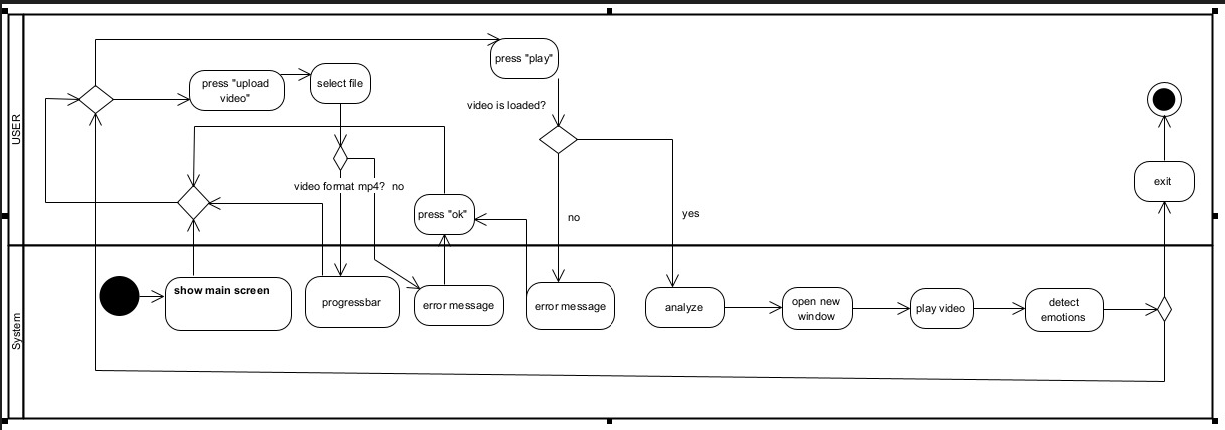 USER
press "play"
press "upload
video"
select file
video is loaded?
video format mp4?
no
press "ok"
no
yes
exit
System
show main screen
progressbar
error message
error message
analyze
open new
window
play video
detect
emotions